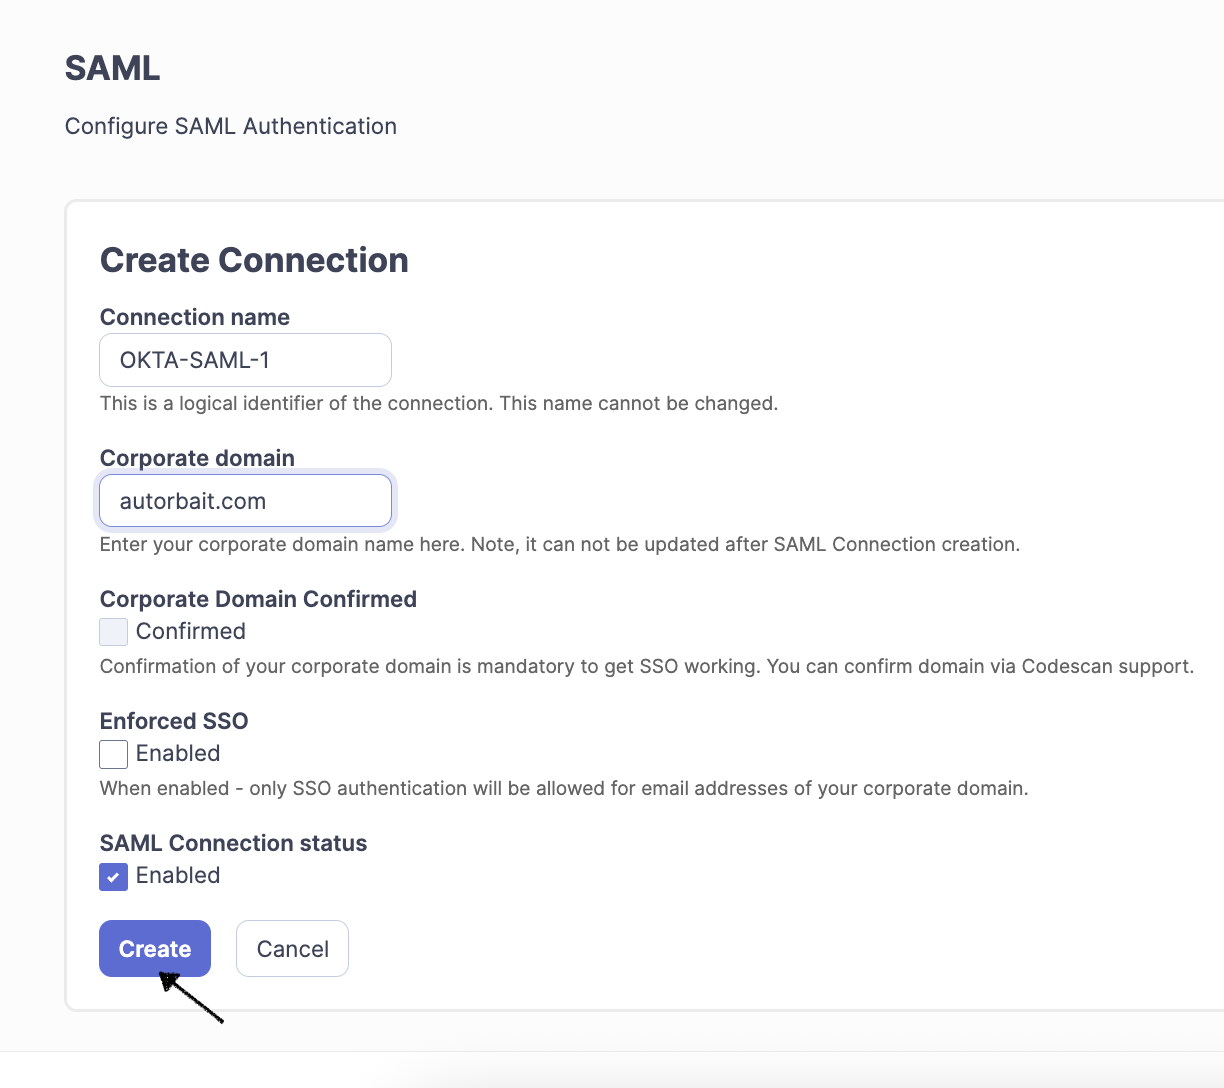 SAML
Configure SAML Authentication
Create Connection
Connection name
OKTA-SAML-1
This is a logical identifier of the connection. This name cannot be changed.
Corporate domain
autorbait.com
Enter your corporate domain name here. Note, it can not be updated after SAML Connection creation.
Corporate Domain Confirmed
Confirmed
Confirmation of your corporate domain is mandatory to get SSO working. You can confirm domain via Codescan support.
Enforced SSO
Enabled
When enabled - only SSO authentication will be allowed for email addresses of your corporate domain.
SAML Connection status
Enabled
Create Cancel